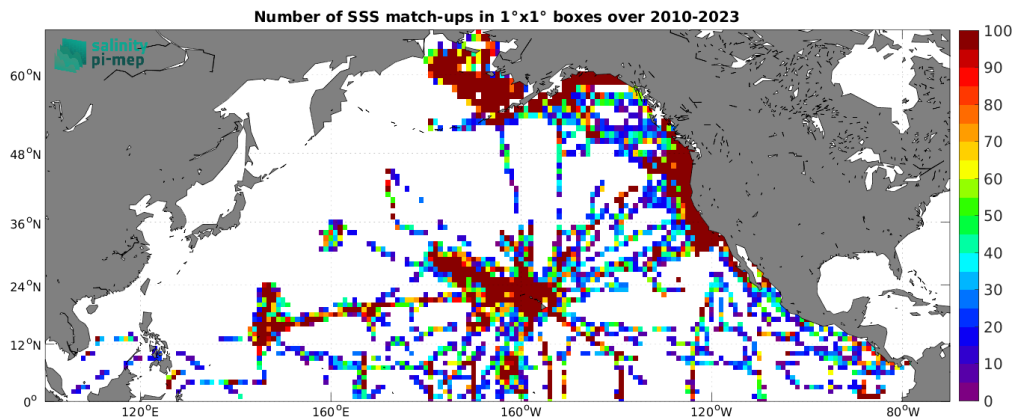 Number of SSS match-ups in 1°x1° boxes over 2010-2023
salinity
pi-mep
60°N
48°N
36°N
24°N
12°N
0°
120°E
160°E
160°W
120°W
80°W
100
90
80
70
60
50
40
30
20
10
0